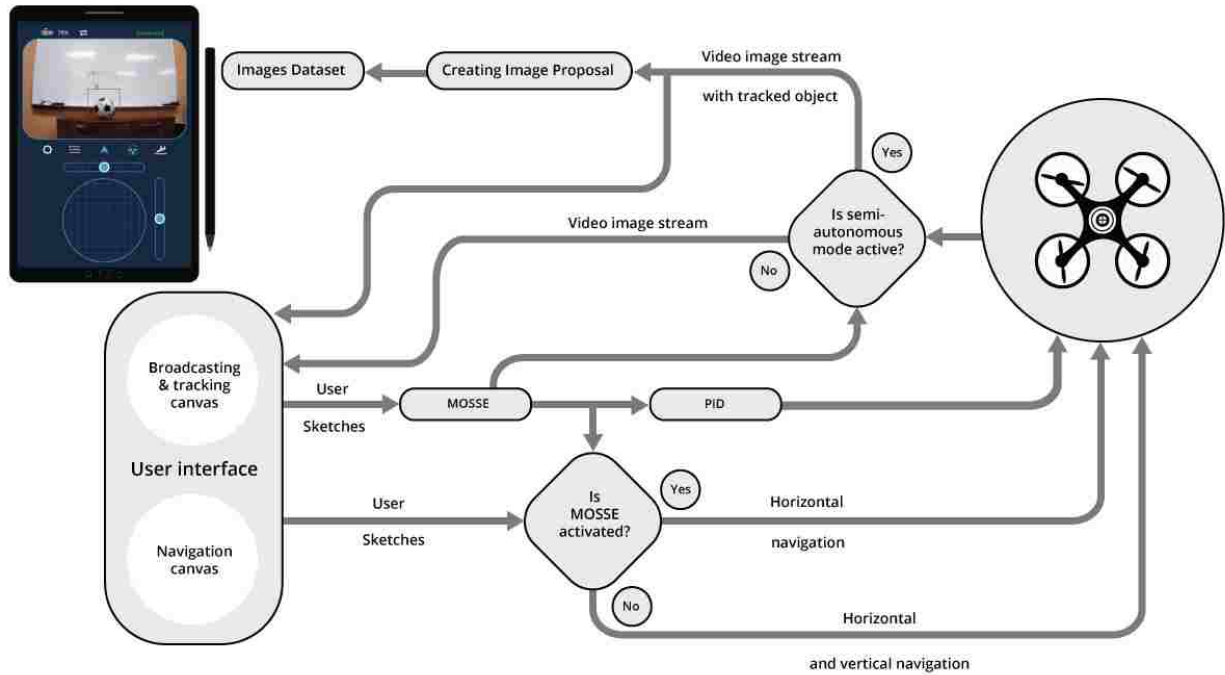 Images Dataset
Creating Image Proposal
Video image stream
with tracked object
Yes
Is semi-
autonomous
mode active?
Video image stream
No
Broadcasting
& tracking
canvas
User
Sketches
MOSSE
PID
User interface
Navigation
canvas
User
Sketches
Is
MOSSE
activated?
Yes
Horizontal
navigation
No
Horizontal
and vertical navigation